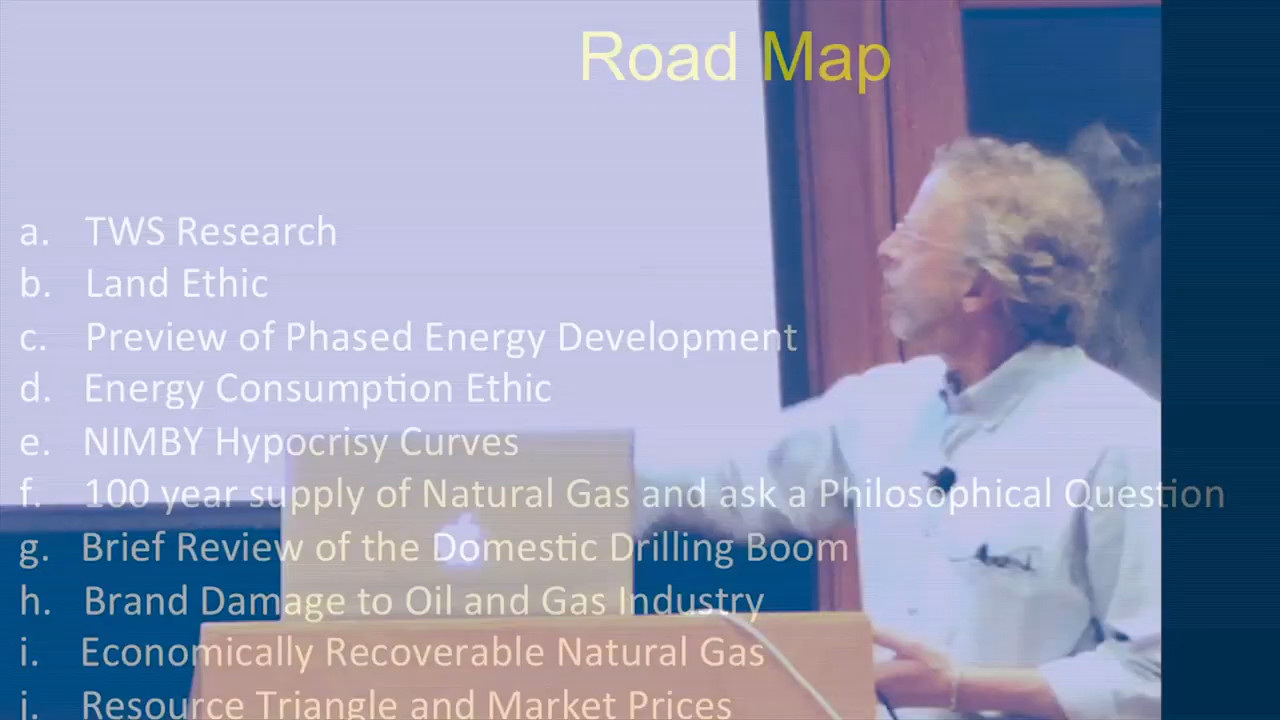 Road Map
a. TWS Research
b. Land Ethic
c. Preview of Phased Energy Development
d. Energy Consumption Ethic
e. NIMBY Hypocrisy Curves
f. 100 year supply of Natural Gas and ask a Philosophical Question
g. Brief Review of the Domestic Drilling Boom
h. Brand Damage to Oil and Gas Industry
i. Economically Recoverable Natural Gas
j. Resource Triangle and Market Prices